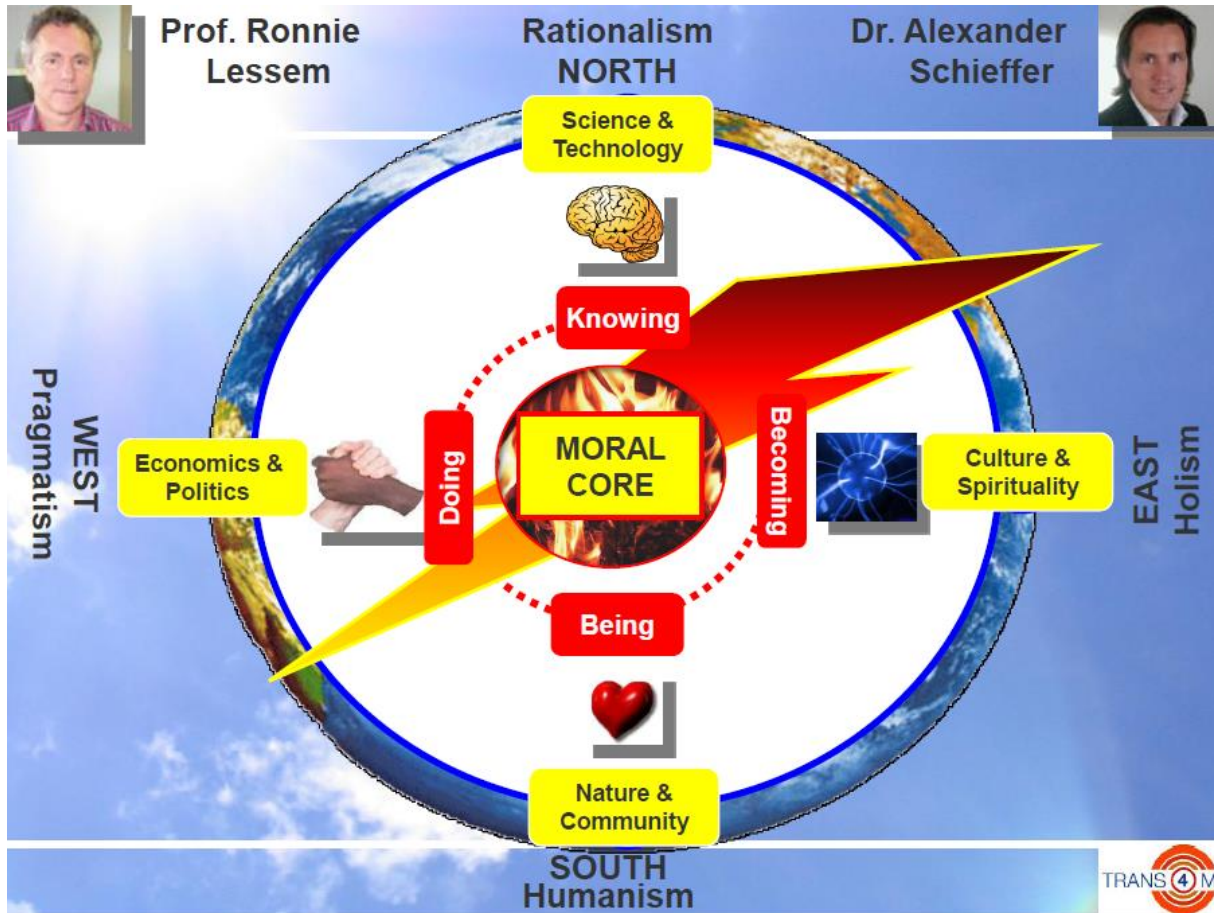 Prof. Ronnie
Lessem
Rationalism
NORTH
Dr. Alexander
Schieffer
Science &
Technology
Knowing
WEST
Pragmatism
Economics &
Politics
Doing
MORAL
CORE
Becoming
Culture &
Spirituality
EAST
Holism
Being
Nature &
Community
SOUTH
Humanism
TRANS 4 M